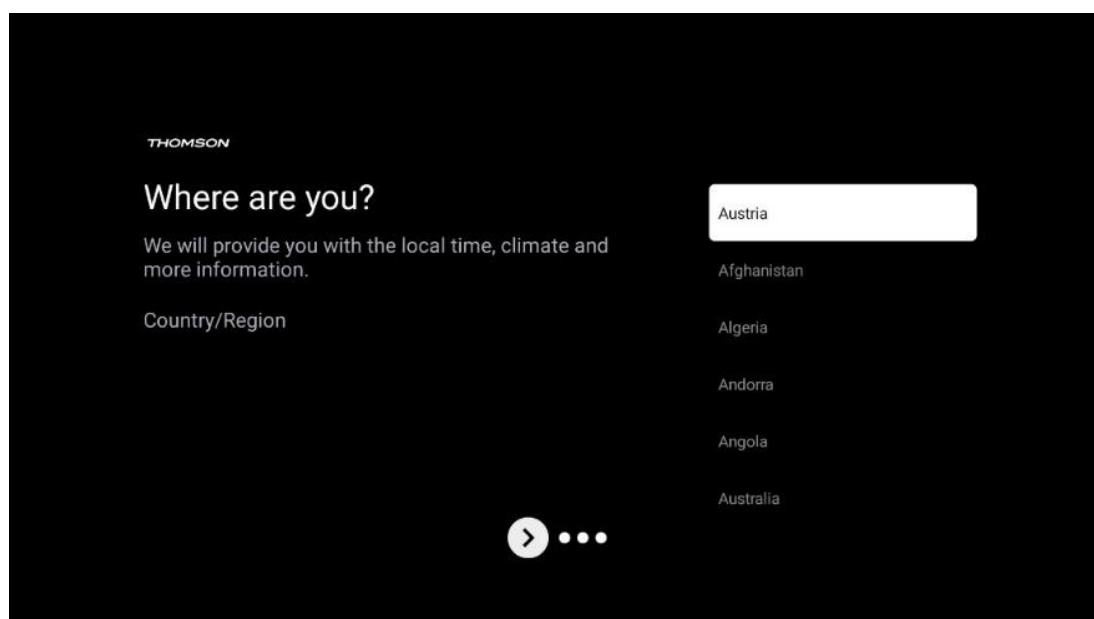 THOMSON
Where are you?
We will provide you with the local time, climate and
more information.
Country/Region
Austria
Afghanistan
Algeria
Andorra
Angola
Australia